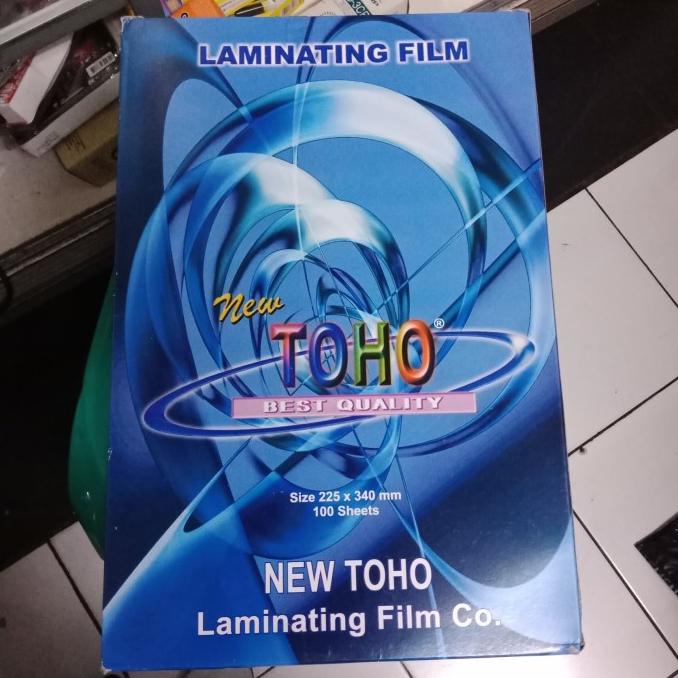 LAMINATING FILM
New
TOHO®
BEST QUALITY
Size 225 x 340 mm
100 Sheets
NEW TOHO
Laminating Film Co.